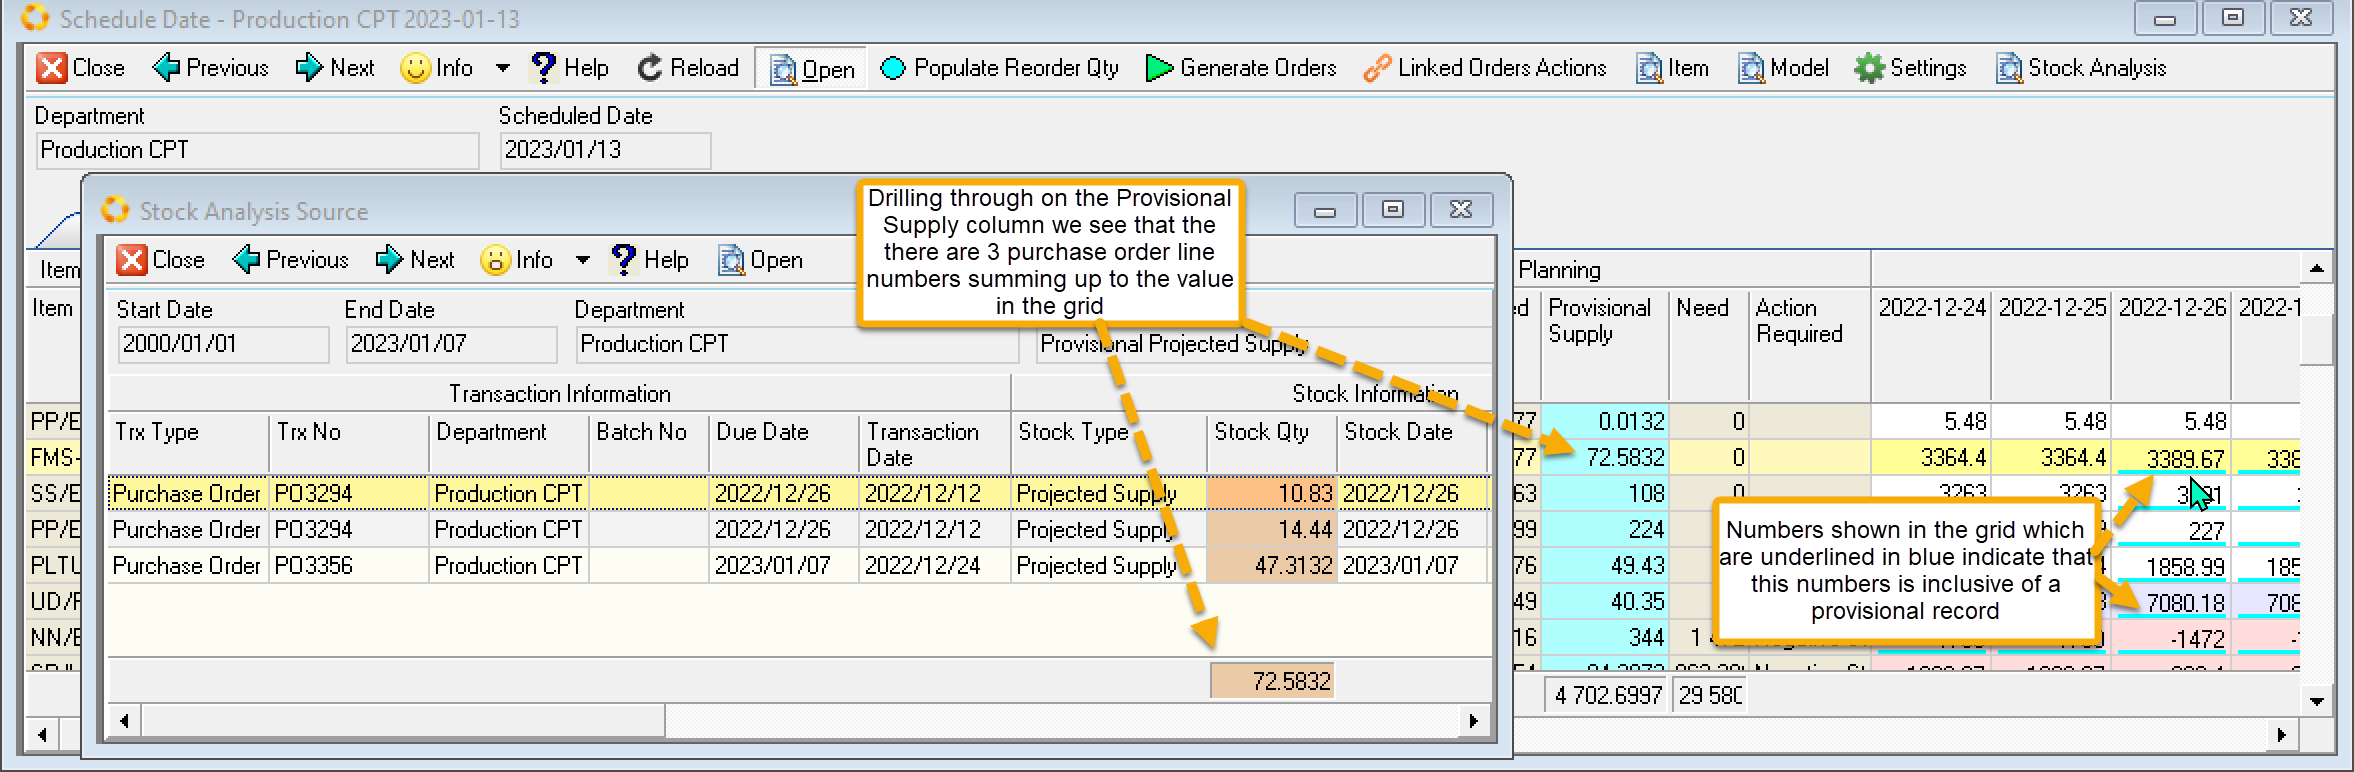 Schedule Date - Production CPT 2023-01-13
Close Previous Next Info Help Reload Open Populate Reorder Qty Generate Orders Linked Orders Actions Item Model Settings Stock Analysis
Department Scheduled Date
Production CPT 2023/01/13
Stock Analysis Source
Close Previous Next Info Help Open
Start Date End Date Department
2000/01/01 2023/01/07 Production CPT Provisional Projected Supply
Transaction Information Stock Information
Trx Type Trx No Department Batch No Due Date Transaction Date Stock Type Stock Qty Stock Date
Purchase Order PO3294 Production CPT 2022/12/26 2022/12/12 Projected Supply 10.83 2022/12/26
Purchase Order PO3294 Production CPT 2022/12/26 2022/12/12 Projected Supply 14.44 2022/12/26
Purchase Order PO3356 Production CPT 2023/01/07 2022/12/24 Projected Supply 47.3132 2023/01/07
72.5832
Drilling through on the Provisional
Supply column we see that the
there are 3 purchase order line
numbers summing up to the value
in the grid
Item Planning
Item Provisional Supply Need Action Required 2022-12-24 2022-12-25 2022-12-26
PP/E 77 0.0132 0 5.48 5.48 5.48
FMS- 77 72.5832 0 3364.4 3364.4 3389.67 338
SS/E 63 108 0 3263 3263
PP/E 99 224 227
PLTL 76 49.43 1858.99 185
UD/F 49 40.35 7080.18 708
NN/E 16 344 -1472
4 702.6997 29 580
Numbers shown in the grid which
are underlined in blue indicate that
this numbers is inclusive of a
provisional record